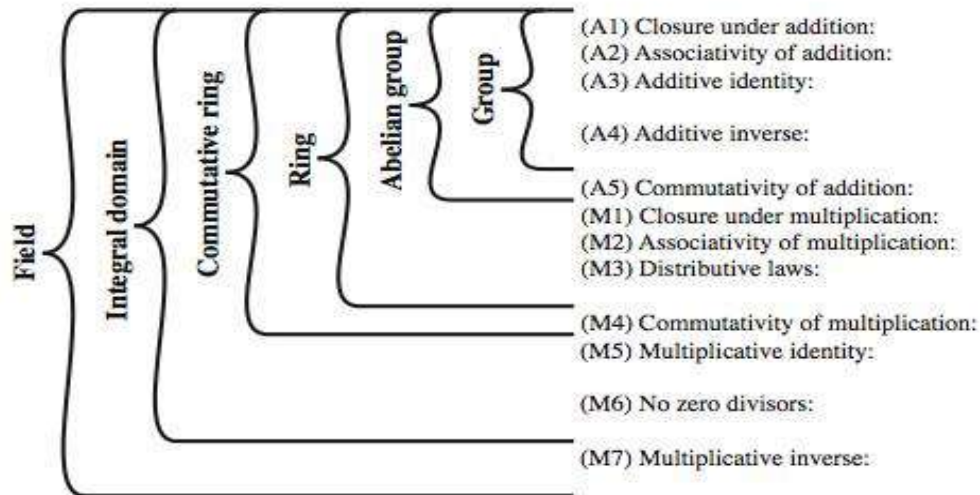 (A1) Closure under addition:
(A2) Associativity of addition:
(A3) Additive identity:
(A4) Additive inverse:
(A5) Commutativity of addition:
(M1) Closure under multiplication:
(M2) Associativity of multiplication:
(M3) Distributive laws:
(M4) Commutativity of multiplication:
(M5) Multiplicative identity:
(M6) No zero divisors:
(M7) Multiplicative inverse:
Field
Integral domain
Commutative ring
Ring
Abelian group
Group